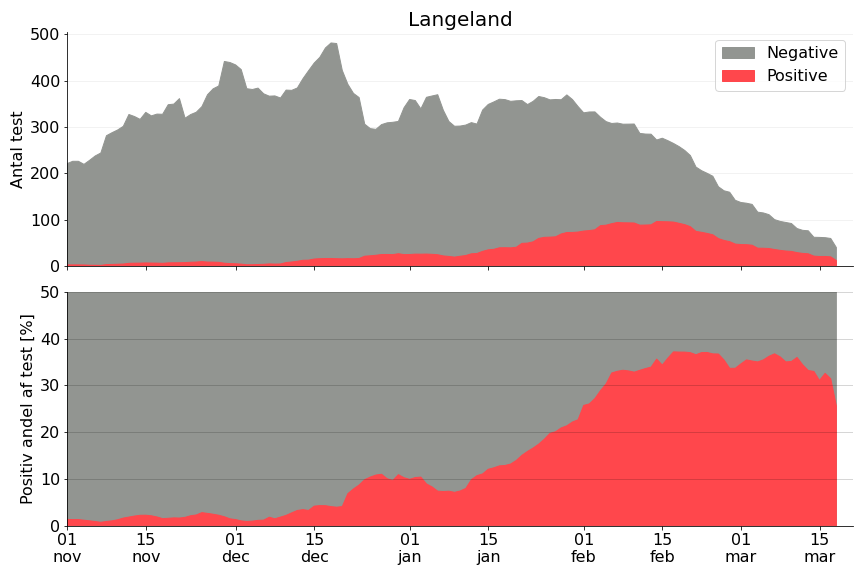 Langeland
Antal test
500
400
300
200
100
0
Negative
Positive
Positiv andel af test [%]
50
40
30
20
10
0
01 15 01 15 01 15 01 15 01 15
nov nov dec dec jan jan feb feb mar mar